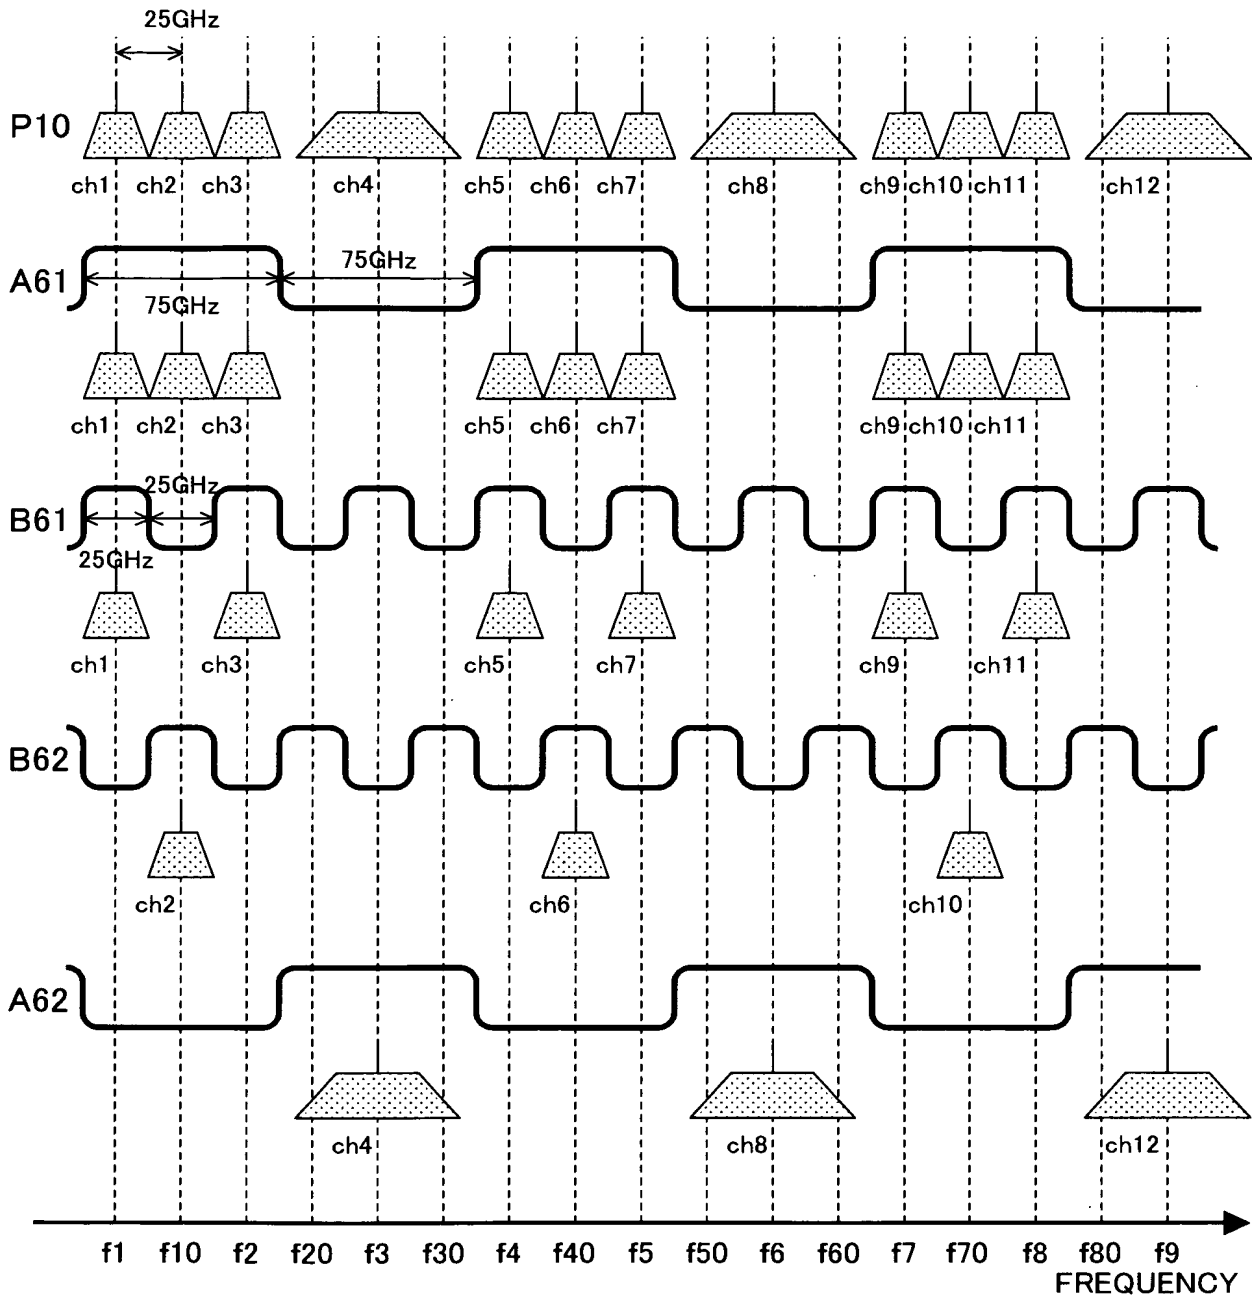 25GHz
P10
ch1 ch2 ch3 ch4 ch5 ch6 ch7 ch8 ch9 ch10 ch11 ch12
A61
75GHz
75GHz
ch1 ch2 ch3 ch5 ch6 ch7 ch9 ch10 ch11
25GHz
B61
25GHz
ch1 ch3 ch5 ch7 ch9 ch11
B62
ch2 ch6 ch10
A62
ch4 ch8 ch12
f1 f10 f2 f20 f3 f30 f4 f40 f5 f50 f6 f60 f7 f70 f8 f80 f9
FREQUENCY